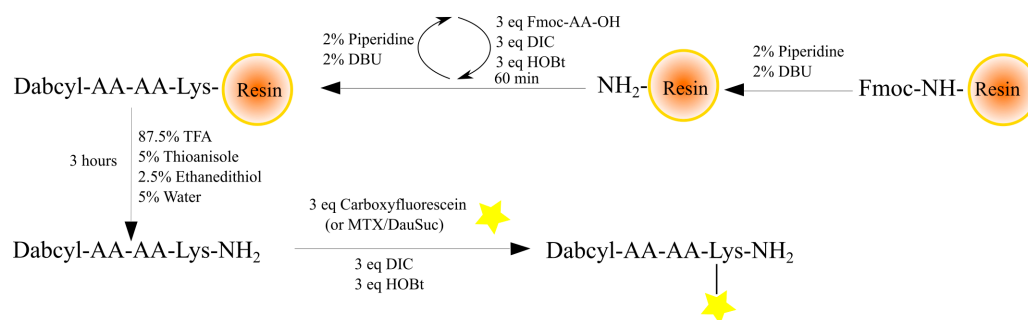 2% Piperidine
2% DBU
3 eq Fmoc-AA-OH
3 eq DIC
3 eq HOBt
60 min
2% Piperidine
2% DBU
Dabcyl-AA-AA-Lys-
Resin
NH₂-
Resin
Fmoc-NH-
Resin
3 hours
87.5% TFA
5% Thioanisole
2.5% Ethanedithiol
5% Water
3 eq Carboxyfluorescein
(or MTX/DauSuc)
Dabcyl-AA-AA-Lys-NH₂
Dabcyl-AA-AA-Lys-NH₂
3 eq DIC
3 eq HOBt